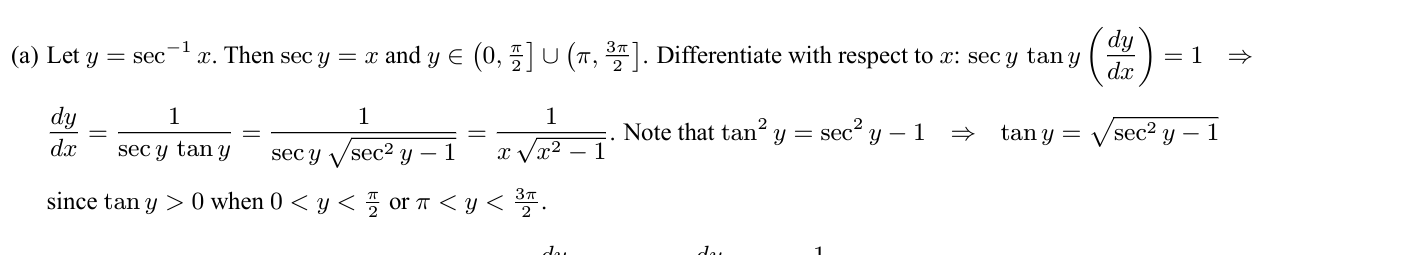 (a) Let y = sec⁻¹ x. Then sec y = x and y ∈ (0, π/2] ∪ (π, 3π/2]. Differentiate with respect to x: sec y tan y (dy/dx) = 1 ⇒
dy/dx = 1/(sec y tan y) = 1/(sec y √(sec² y − 1)) = 1/(x √(x² − 1)). Note that tan² y = sec² y − 1 ⇒ tan y = √(sec² y − 1)
since tan y > 0 when 0 < y < π/2 or π < y < 3π/2.